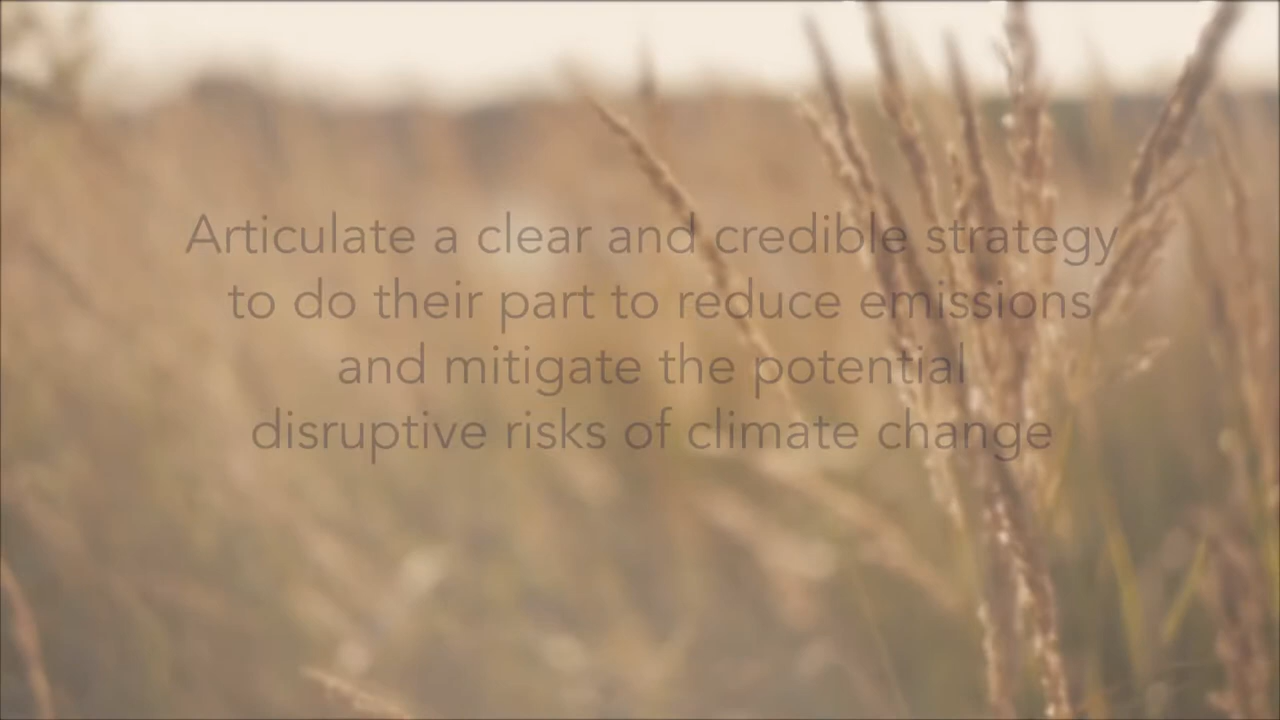 Articulate a clear and credible strategy
to do their part to reduce emissions
and mitigate the potential
disruptive risks of climate change